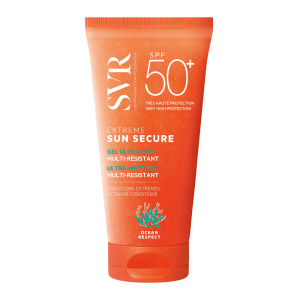 SVR
SPF
50+
TRÈS HAUTE PROTECTION
VERY HIGH PROTECTION
EXTREME
SUN SECURE
GEL ULTRA-MAT
MULTI-RÉSISTANT
ULTRA-MATT GEL
MULTI-RESISTANT
CONDITIONS EXTRÊMES
EXTREME CONDITIONS
OCEAN
RESPECT